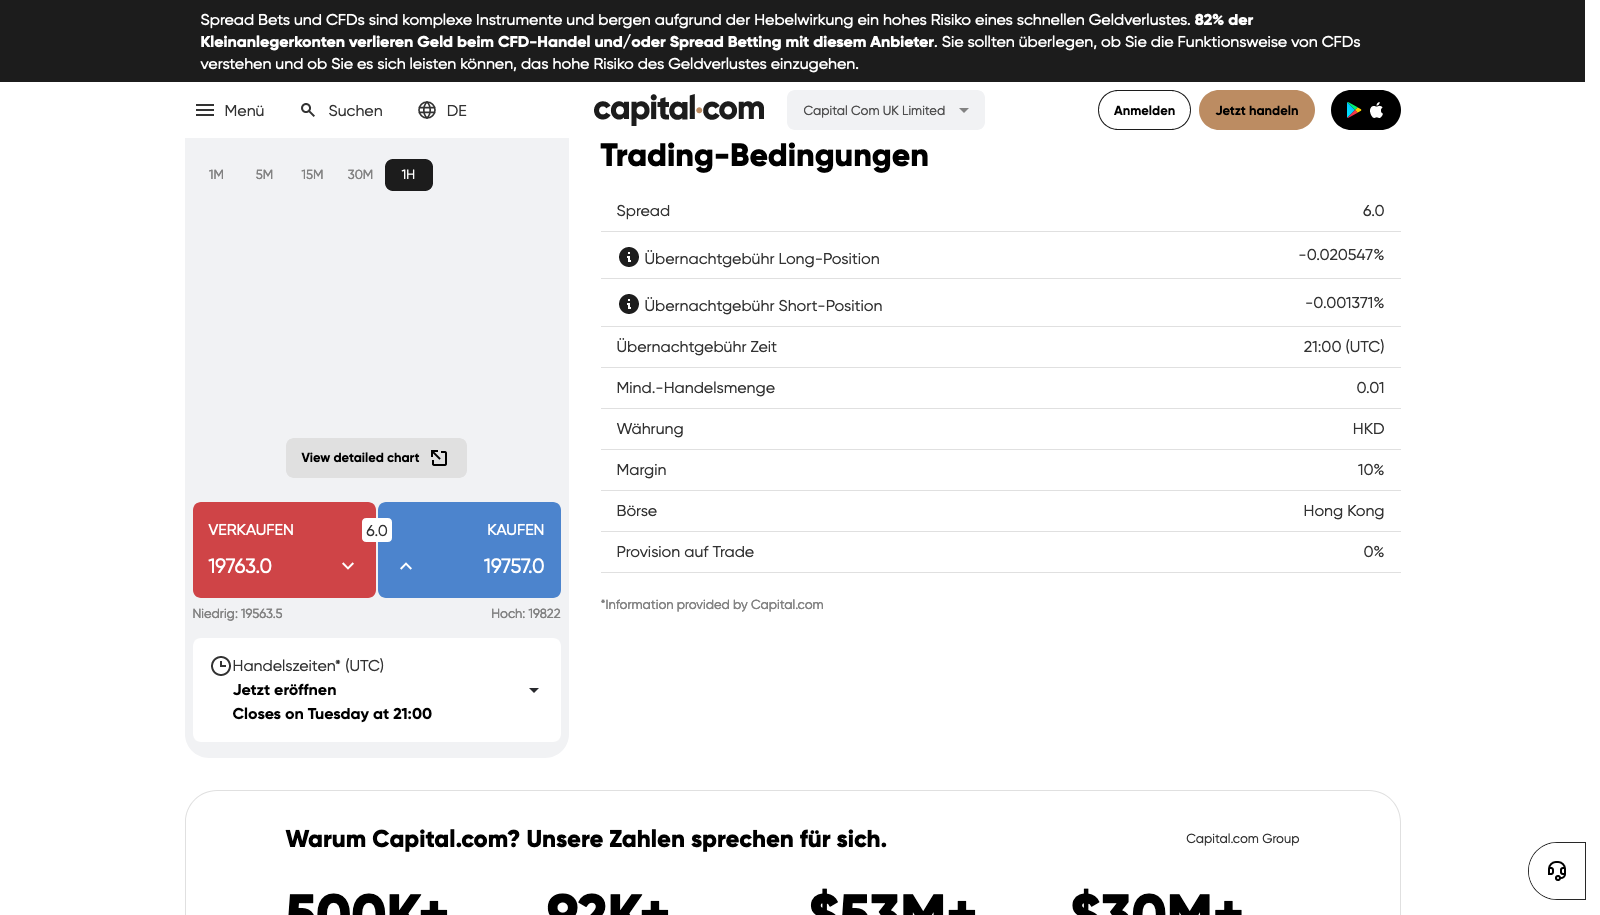 Spread Bets und CFDs sind komplexe Instrumente und bergen aufgrund der Hebelwirkung ein hohes Risiko eines schnellen Geldverlustes. 82% der
Kleinanlegerkonten verlieren Geld beim CFD-Handel und/oder Spread Betting mit diesem Anbieter. Sie sollten überlegen, ob Sie die Funktionsweise von CFDs
verstehen und ob Sie es sich leisten können, das hohe Risiko des Geldverlustes einzugehen.
Menü Suchen DE capital.com Capital Com UK Limited Anmelden Jetzt handeln
1M 5M 15M 30M 1H
View detailed chart
VERKAUFEN 6.0 KAUFEN
19763.0 19757.0
Niedrig: 19563.5 Hoch: 19822
Handelszeiten* (UTC)
Jetzt eröffnen
Closes on Tuesday at 21:00
Trading-Bedingungen
Spread 6.0
Übernachtgebühr Long-Position -0.020547%
Übernachtgebühr Short-Position -0.001371%
Übernachtgebühr Zeit 21:00 (UTC)
Mind.-Handelsmenge 0.01
Währung HKD
Margin 10%
Börse Hong Kong
Provision auf Trade 0%
*Information provided by Capital.com
Warum Capital.com? Unsere Zahlen sprechen für sich. Capital.com Group
500K+ 92K+ $53M+ $30M+